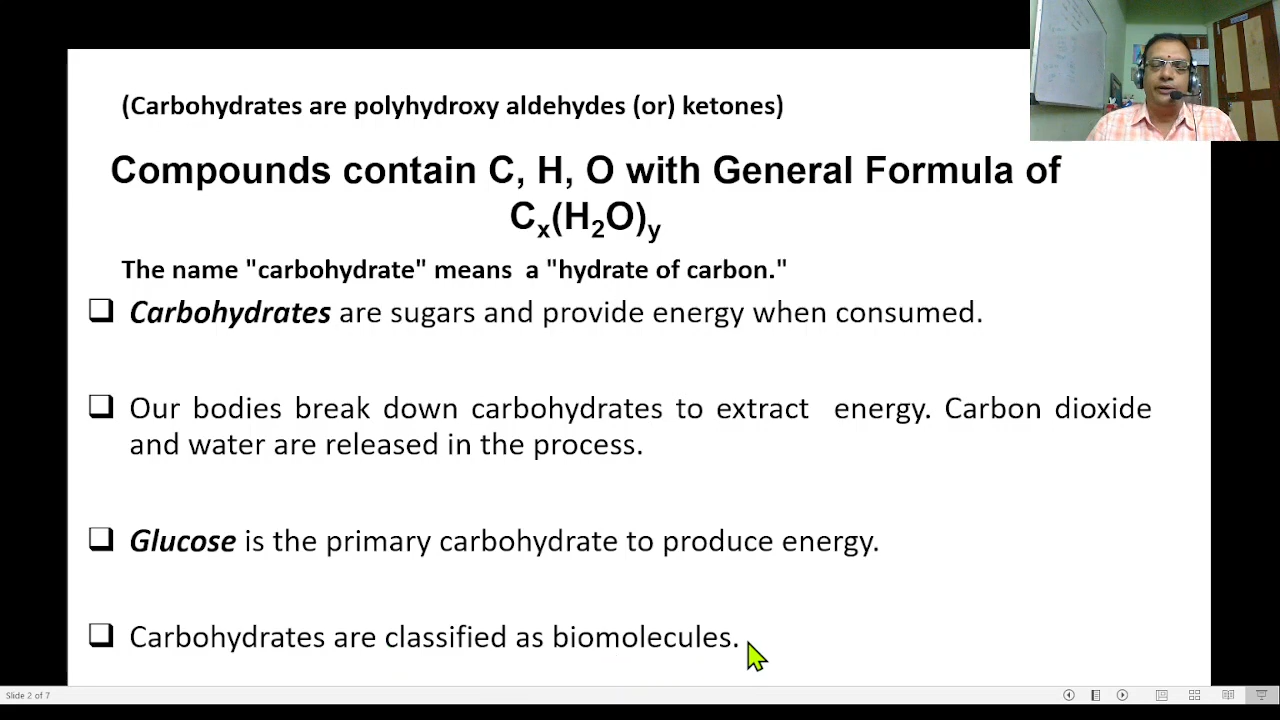 (Carbohydrates are polyhydroxy aldehydes (or) ketones)
Compounds contain C, H, O with General Formula of
Cₓ(H₂O)ᵧ
The name "carbohydrate" means a "hydrate of carbon."
❑ Carbohydrates are sugars and provide energy when consumed.
❑ Our bodies break down carbohydrates to extract energy. Carbon dioxide
and water are released in the process.
❑ Glucose is the primary carbohydrate to produce energy.
❑ Carbohydrates are classified as biomolecules.
Slide 2 of 7